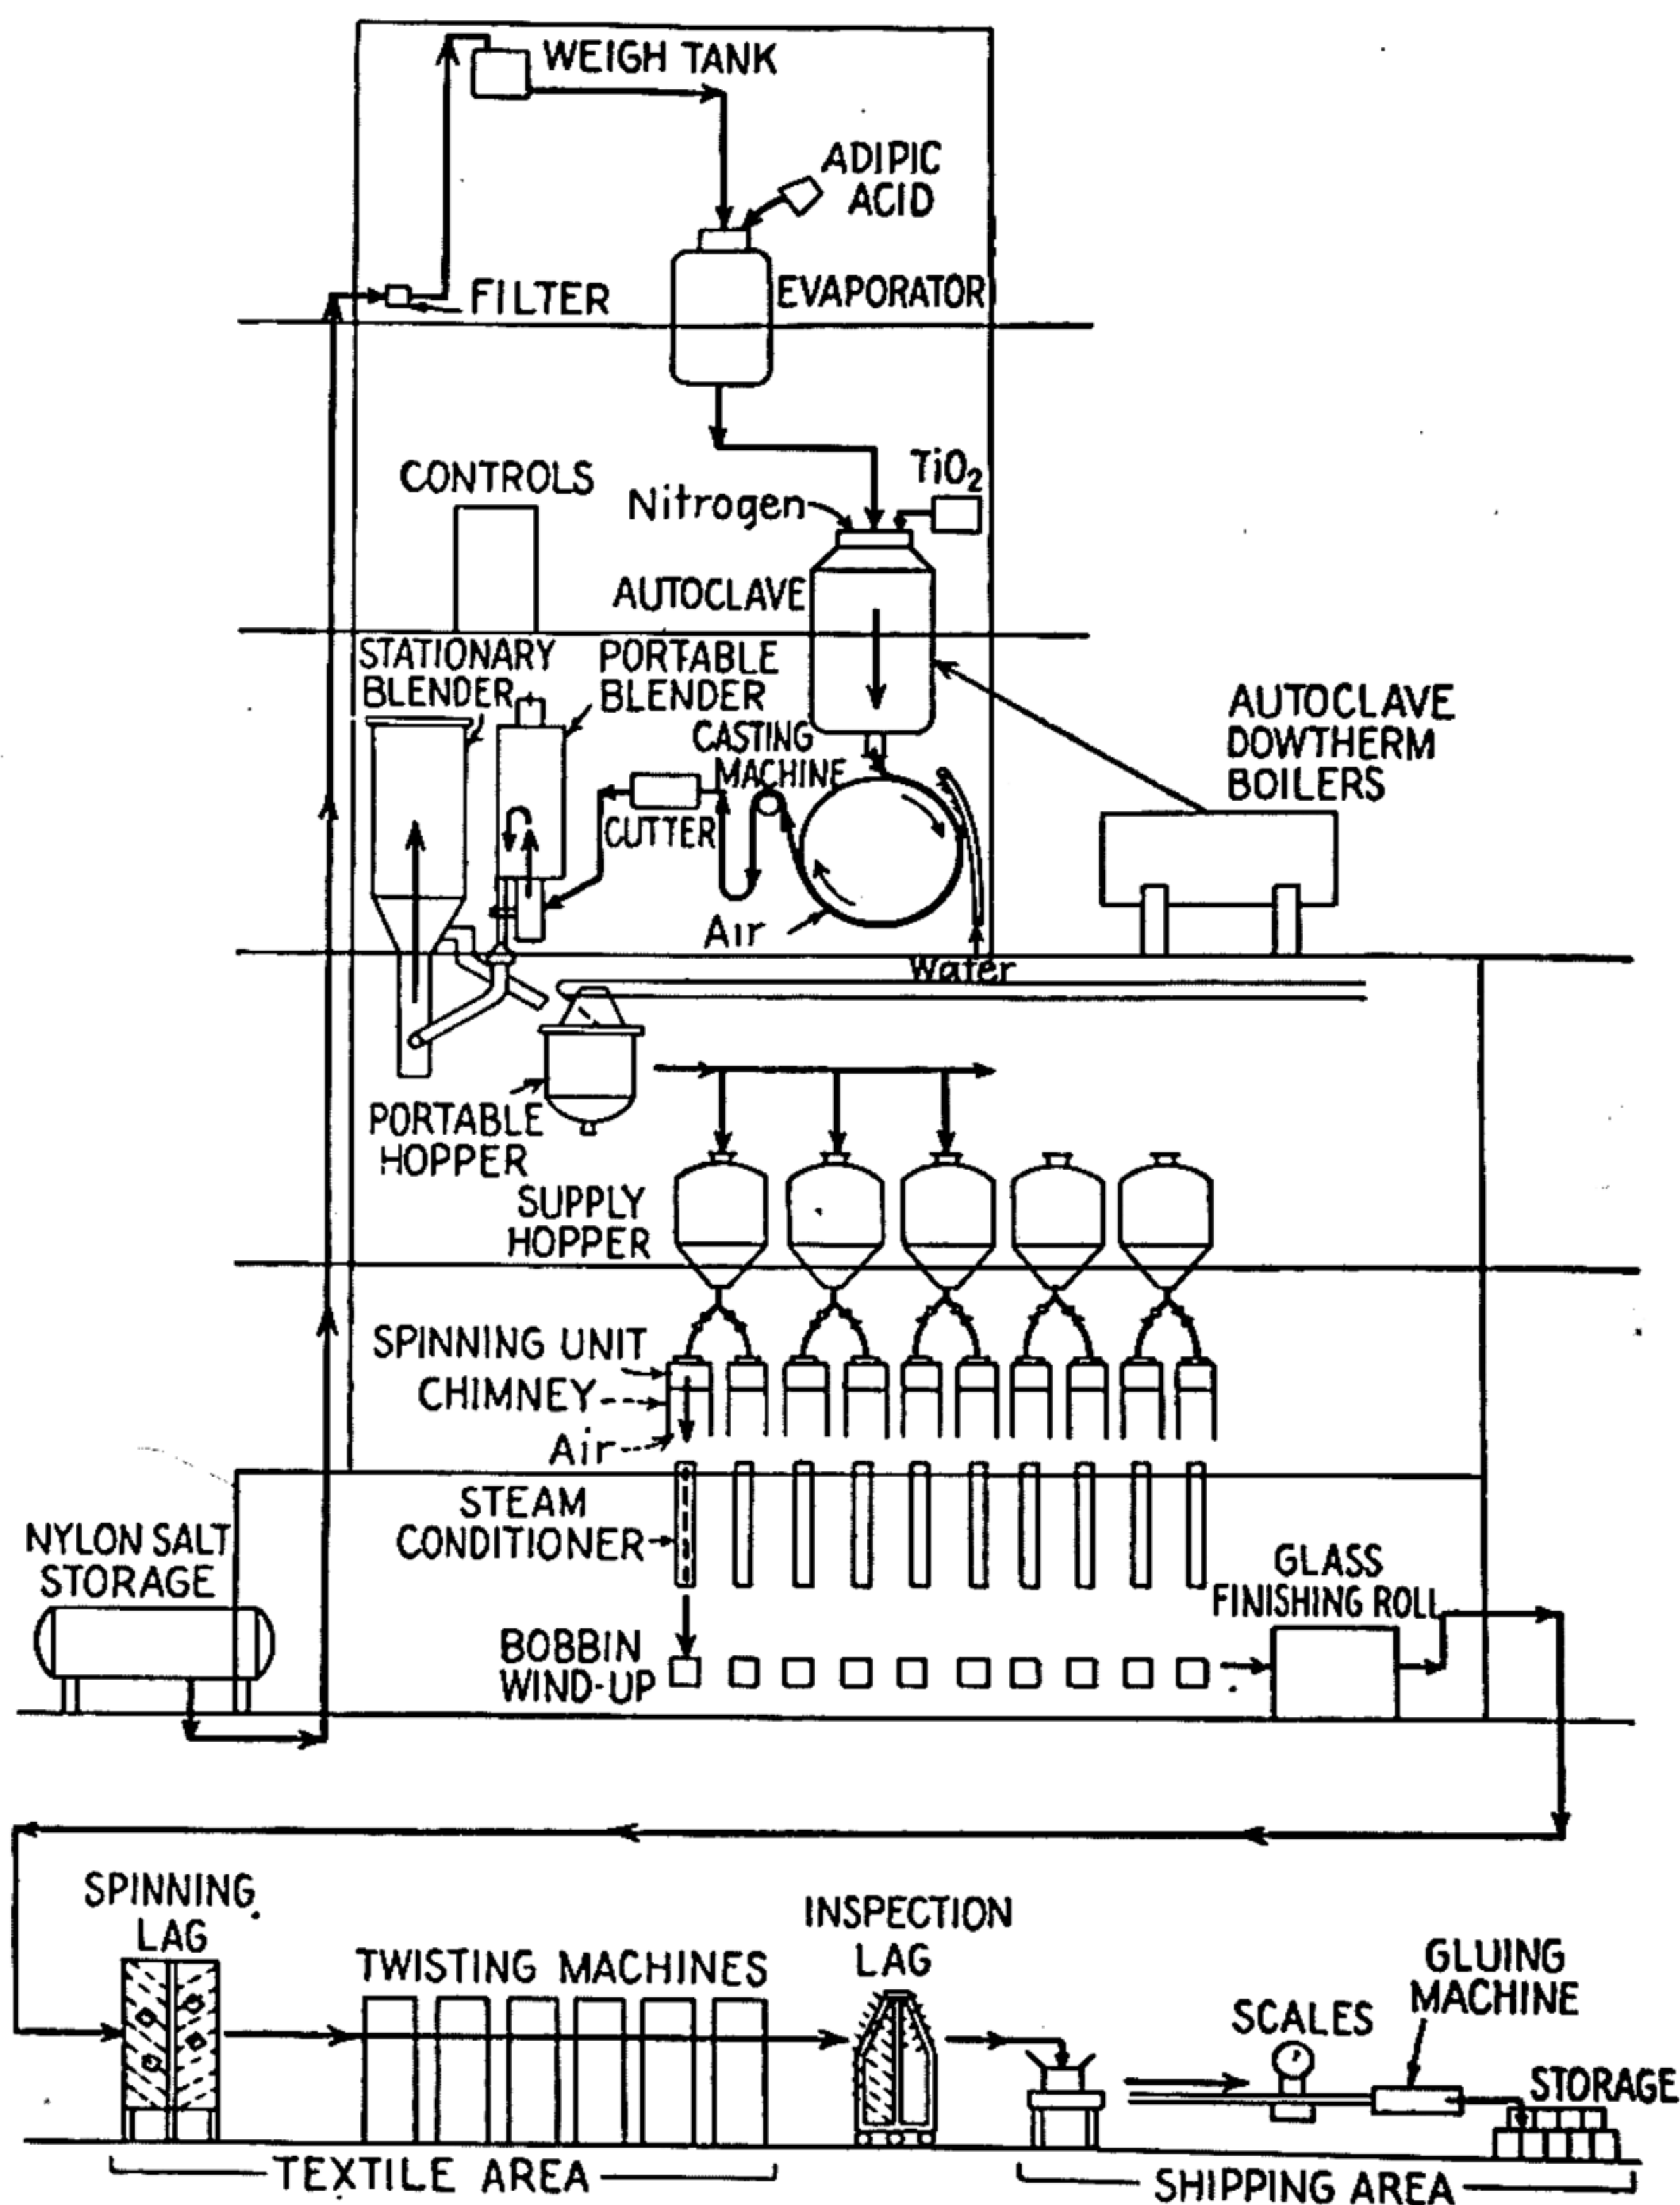 WEIGH TANK
ADIPIC
ACID
EVAPORATOR
FILTER
CONTROLS
TiO2
Nitrogen
AUTOCLAVE
STATIONARY
BLENDER
PORTABLE
BLENDER
CASTING
MACHINE
AUTOCLAVE
DOWTHERM
BOILERS
CUTTER
Air
Water
PORTABLE
HOPPER
SUPPLY
HOPPER
SPINNING UNIT
CHIMNEY
Air
STEAM
CONDITIONER
NYLON SALT
STORAGE
GLASS
FINISHING ROLL
BOBBIN
WIND-UP
SPINNING
LAG
TWISTING MACHINES
INSPECTION
LAG
SCALES
GLUING
MACHINE
STORAGE
TEXTILE AREA
SHIPPING AREA